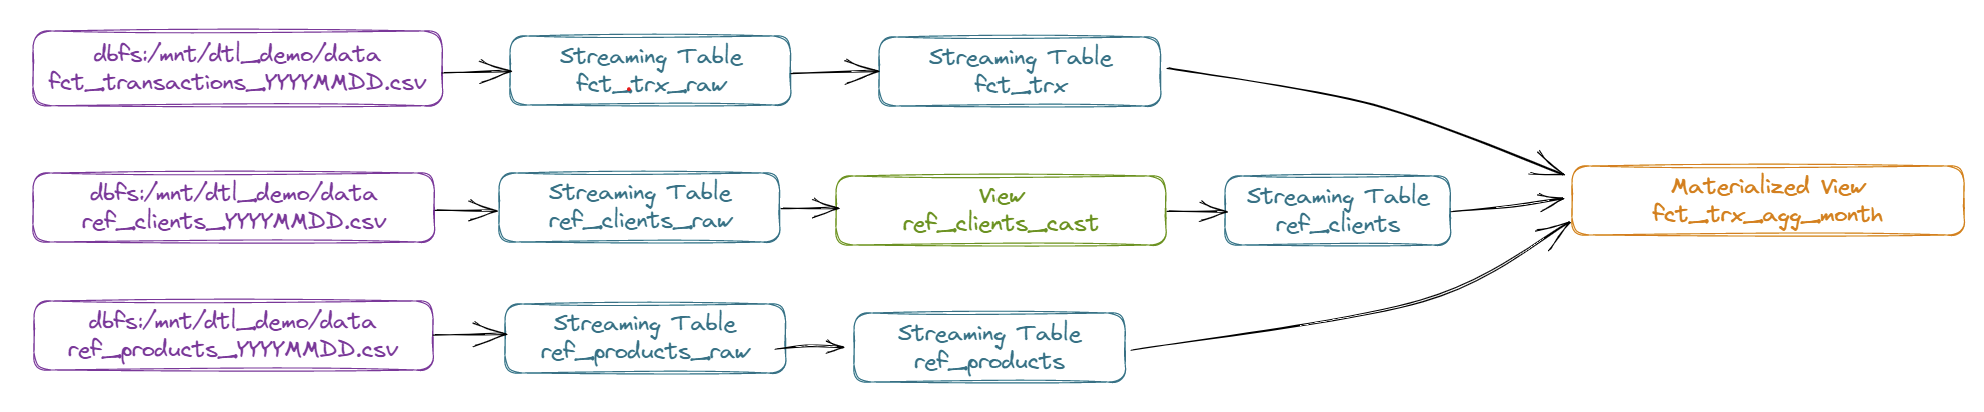 dbfs:/mnt/dtl_demo/data
fct_transactions_YYYYMMDD.csv
Streaming Table
fct_trx_raw
Streaming Table
fct_trx
dbfs:/mnt/dtl_demo/data
ref_clients_YYYYMMDD.csv
Streaming Table
ref_clients_raw
View
ref_clients_cast
Streaming Table
ref_clients
Materialized View
fct_trx_agg_month
dbfs:/mnt/dtl_demo/data
ref_products_YYYYMMDD.csv
Streaming Table
ref_products_raw
Streaming Table
ref_products